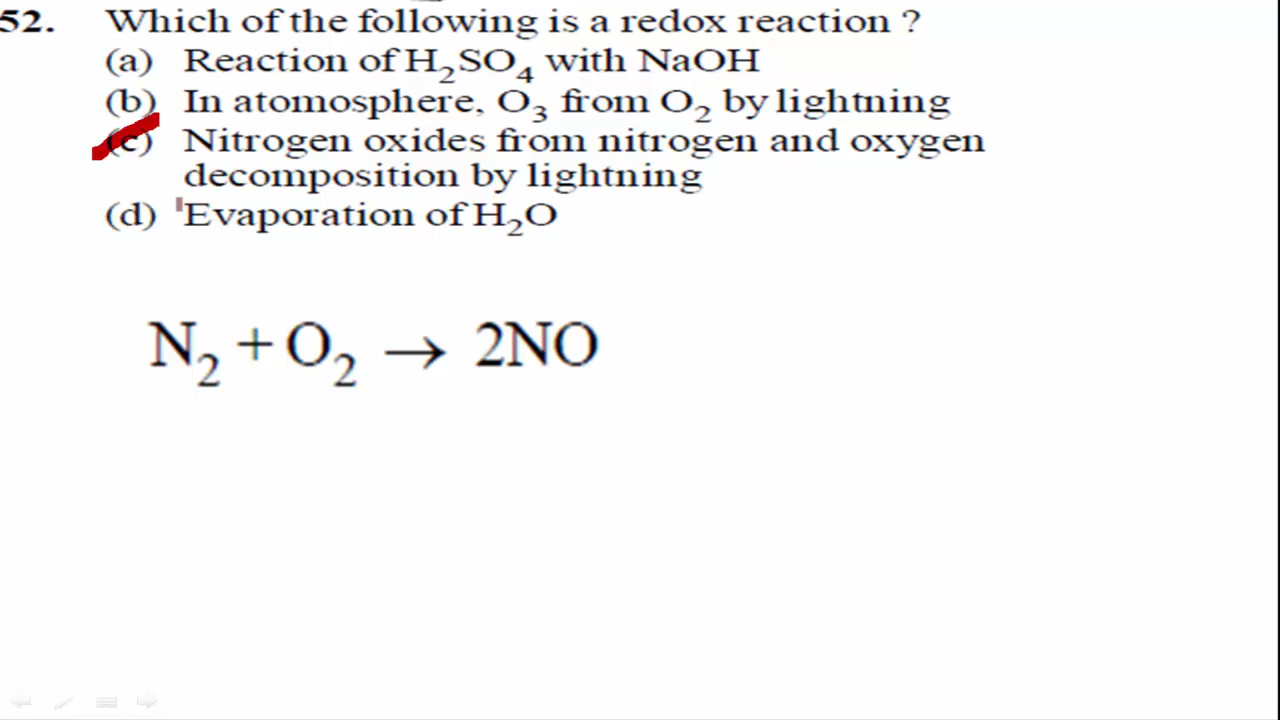 52. Which of the following is a redox reaction ?
(a) Reaction of H₂SO₄ with NaOH
(b) In atomosphere, O₃ from O₂ by lightning
(c) Nitrogen oxides from nitrogen and oxygen
decomposition by lightning
(d) Evaporation of H₂O
N₂ + O₂ → 2NO